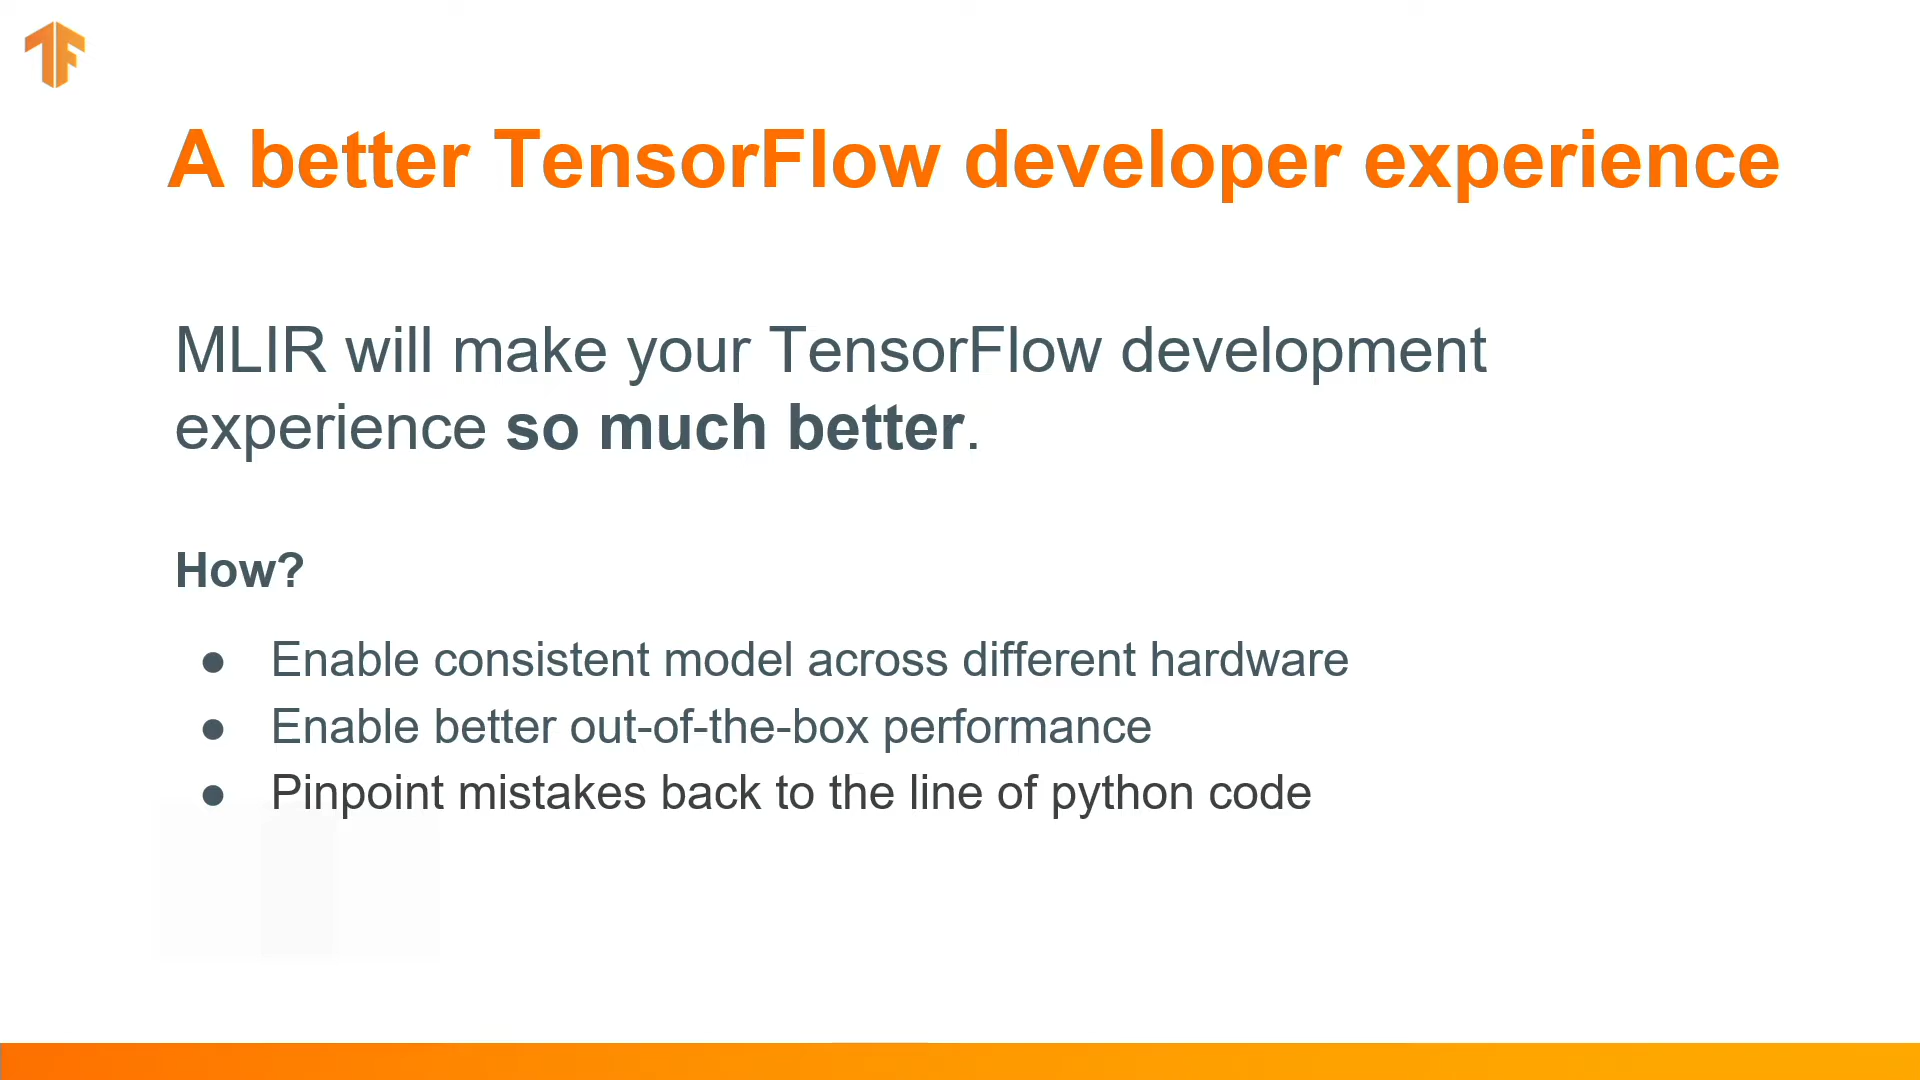 A better TensorFlow developer experience
MLIR will make your TensorFlow development
experience so much better.
How?
● Enable consistent model across different hardware
● Enable better out-of-the-box performance
● Pinpoint mistakes back to the line of python code